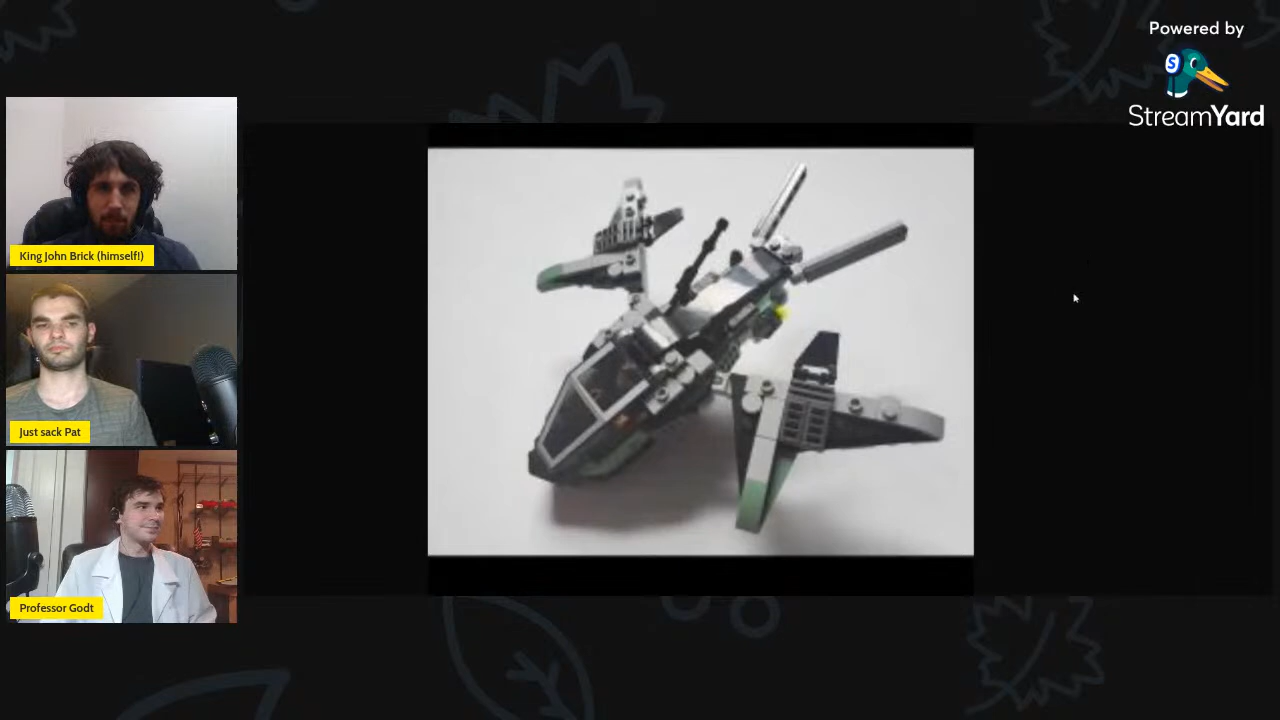 Powered by
S
StreamYard
King John Brick (himself!)
Just sack Pat
Professor Godt